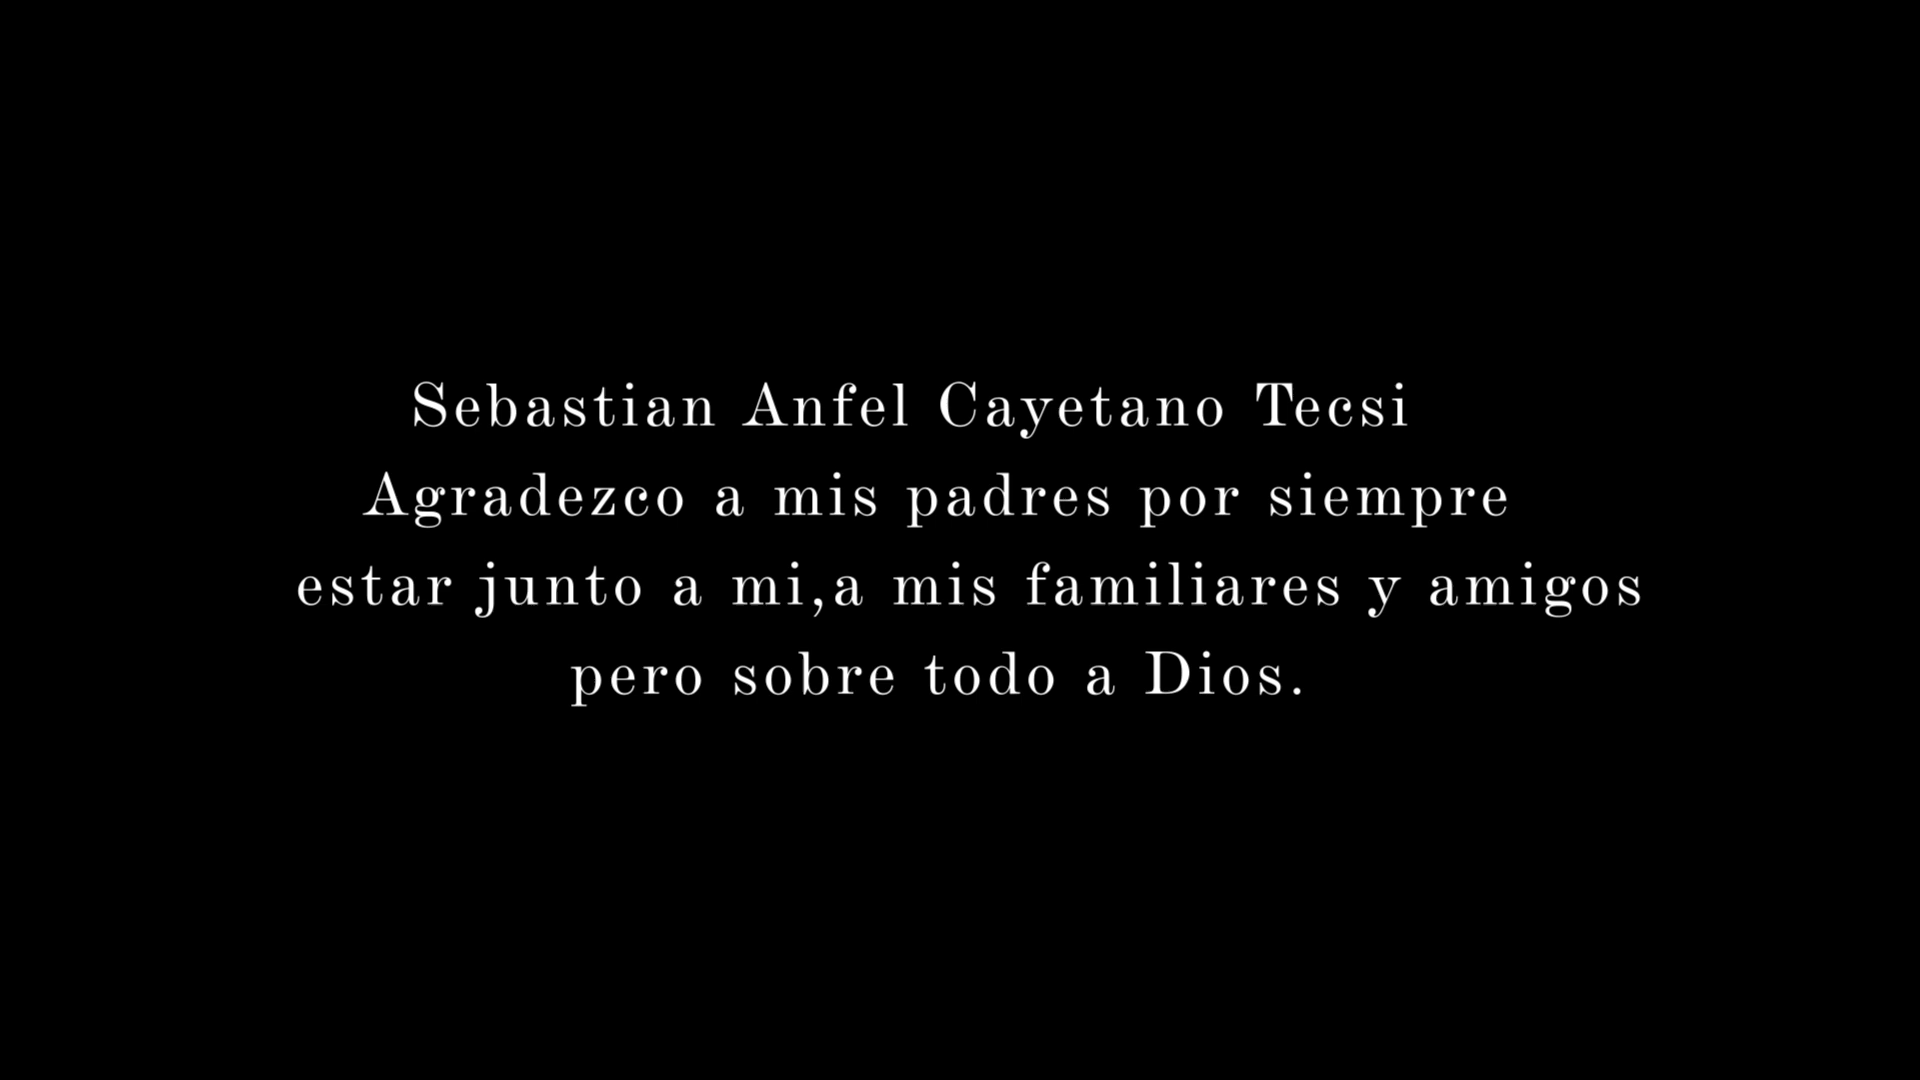 Sebastian Anfel Cayetano Tecsi
Agradezco a mis padres por siempre
estar junto a mi,a mis familiares y amigos
pero sobre todo a Dios.